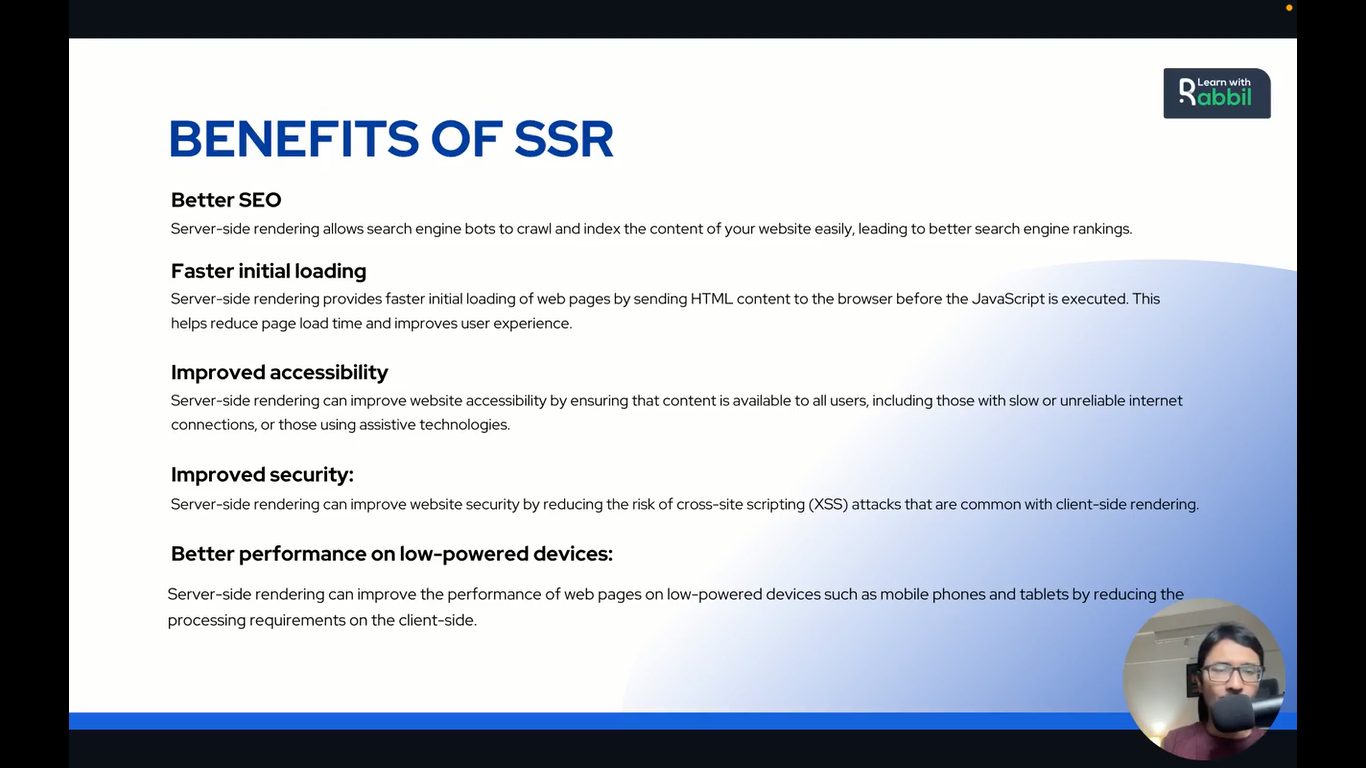 Learn with
Rabbil
BENEFITS OF SSR
Better SEO
Server-side rendering allows search engine bots to crawl and index the content of your website easily, leading to better search engine rankings.
Faster initial loading
Server-side rendering provides faster initial loading of web pages by sending HTML content to the browser before the JavaScript is executed. This
helps reduce page load time and improves user experience.
Improved accessibility
Server-side rendering can improve website accessibility by ensuring that content is available to all users, including those with slow or unreliable internet
connections, or those using assistive technologies.
Improved security:
Server-side rendering can improve website security by reducing the risk of cross-site scripting (XSS) attacks that are common with client-side rendering.
Better performance on low-powered devices:
Server-side rendering can improve the performance of web pages on low-powered devices such as mobile phones and tablets by reducing the
processing requirements on the client-side.